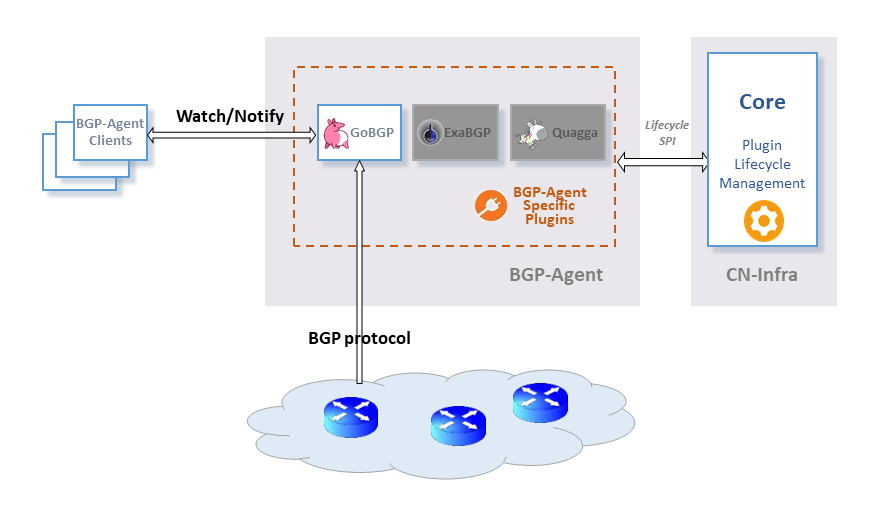 BGP-Agent
Clients
Watch/Notify
GoBGP
ExaBGP
Quagga
BGP-Agent
Specific
Plugins
BGP-Agent
Lifecycle
SPI
Core
Plugin
Lifecycle
Management
CN-Infra
BGP protocol